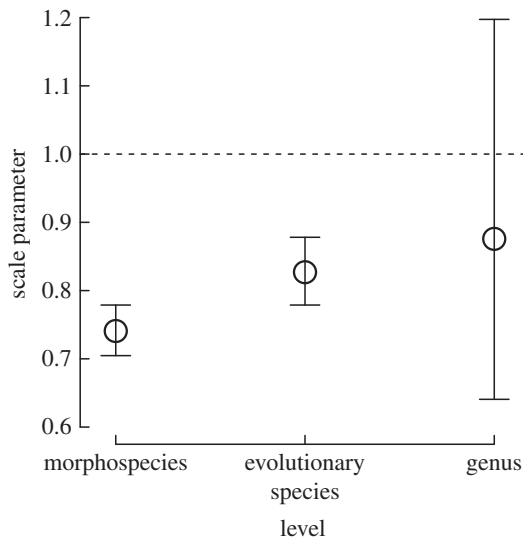 1.2
1.1
1.0
0.9
0.8
0.7
0.6
scale parameter
morphospecies
evolutionary
species
genus
level